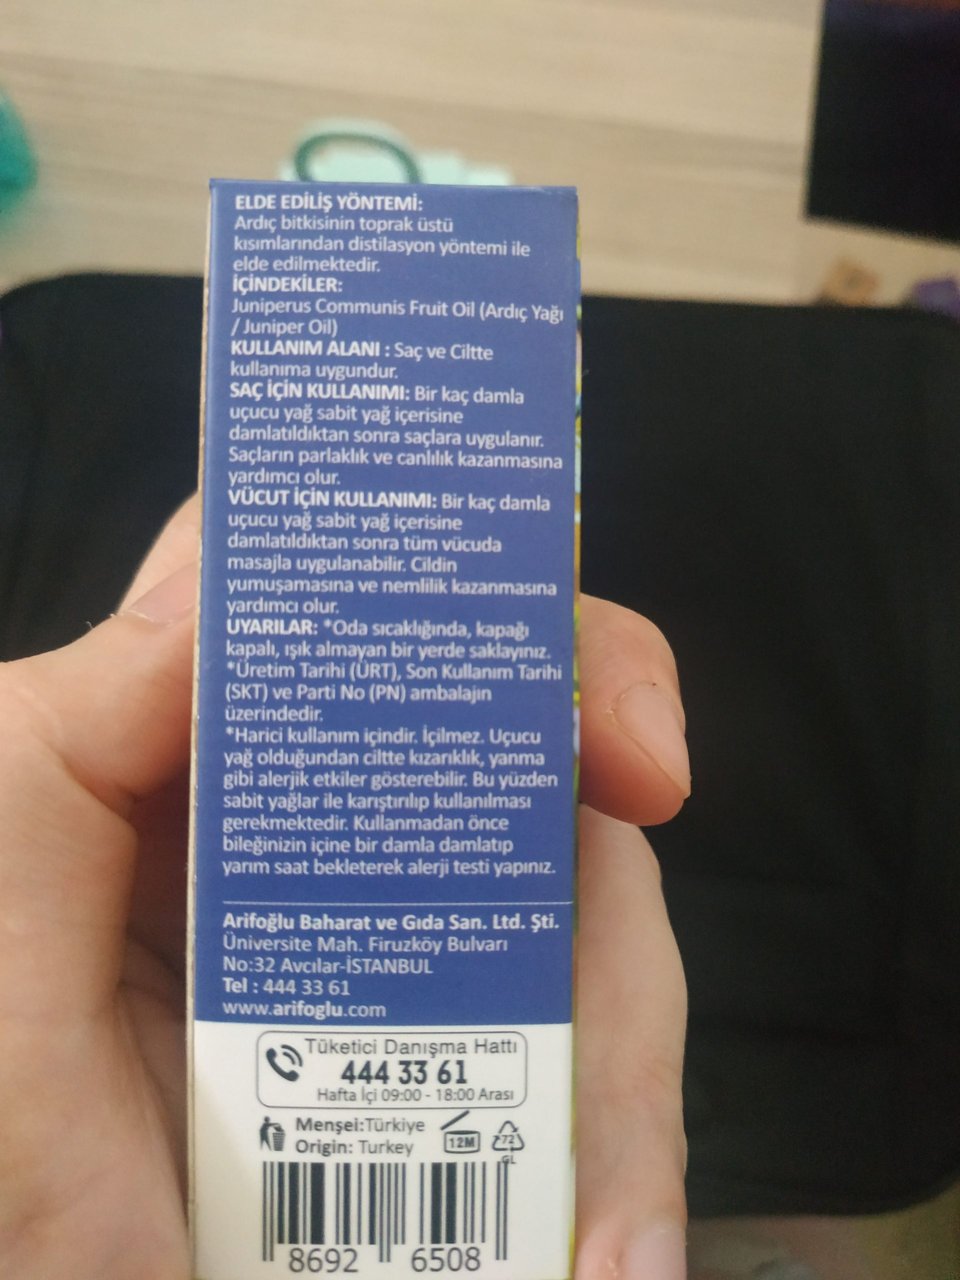 ELDE EDİLİŞ YÖNTEMİ:
Ardıç bitkisinin toprak üstü
kısımlarından distilasyon yöntemi ile
elde edilmektedir.
İÇİNDEKİLER:
Juniperus Communis Fruit Oil (Ardıç Yağı
/ Juniper Oil)
KULLANIM ALANI : Saç ve Ciltte
kullanıma uygundur.
SAÇ İÇİN KULLANIMI: Bir kaç damla
uçucu yağ sabit yağ içerisine
damlatıldıktan sonra saçlara uygulanır.
Saçların parlaklık ve canlılık kazanmasına
yardımcı olur.
VÜCUT İÇİN KULLANIMI: Bir kaç damla
uçucu yağ sabit yağ içerisine
damlatıldıktan sonra tüm vücuda
masajla uygulanabilir. Cildin
yumuşamasına ve nemlilik kazanmasına
yardımcı olur.
UYARILAR: *Oda sıcaklığında, kapağı
kapalı, ışık almayan bir yerde saklayınız.
*Üretim Tarihi (ÜRT), Son Kullanım Tarihi
(SKT) ve Parti No (PN) ambalajın
üzerindedir.
*Harici kullanım içindir. İçilmez. Uçucu
yağ olduğundan ciltte kızarıklık, yanma
gibi alerjik etkiler gösterebilir. Bu yüzden
sabit yağlar ile karıştırılıp kullanılması
gerekmektedir. Kullanmadan önce
bileğinizin içine bir damla damlatıp
yarım saat bekleterek alerji testi yapınız.
Arifoğlu Baharat ve Gıda San. Ltd. Şti.
Üniversite Mah. Firuzköy Bulvarı
No:32 Avcılar-İSTANBUL
Tel : 444 33 61
www.arifoglu.com
Tüketici Danışma Hattı
444 33 61
Hafta İçi 09:00 - 18:00 Arası
Menşei:Türkiye
Origin: Turkey
12M
72
GL
8692 6508